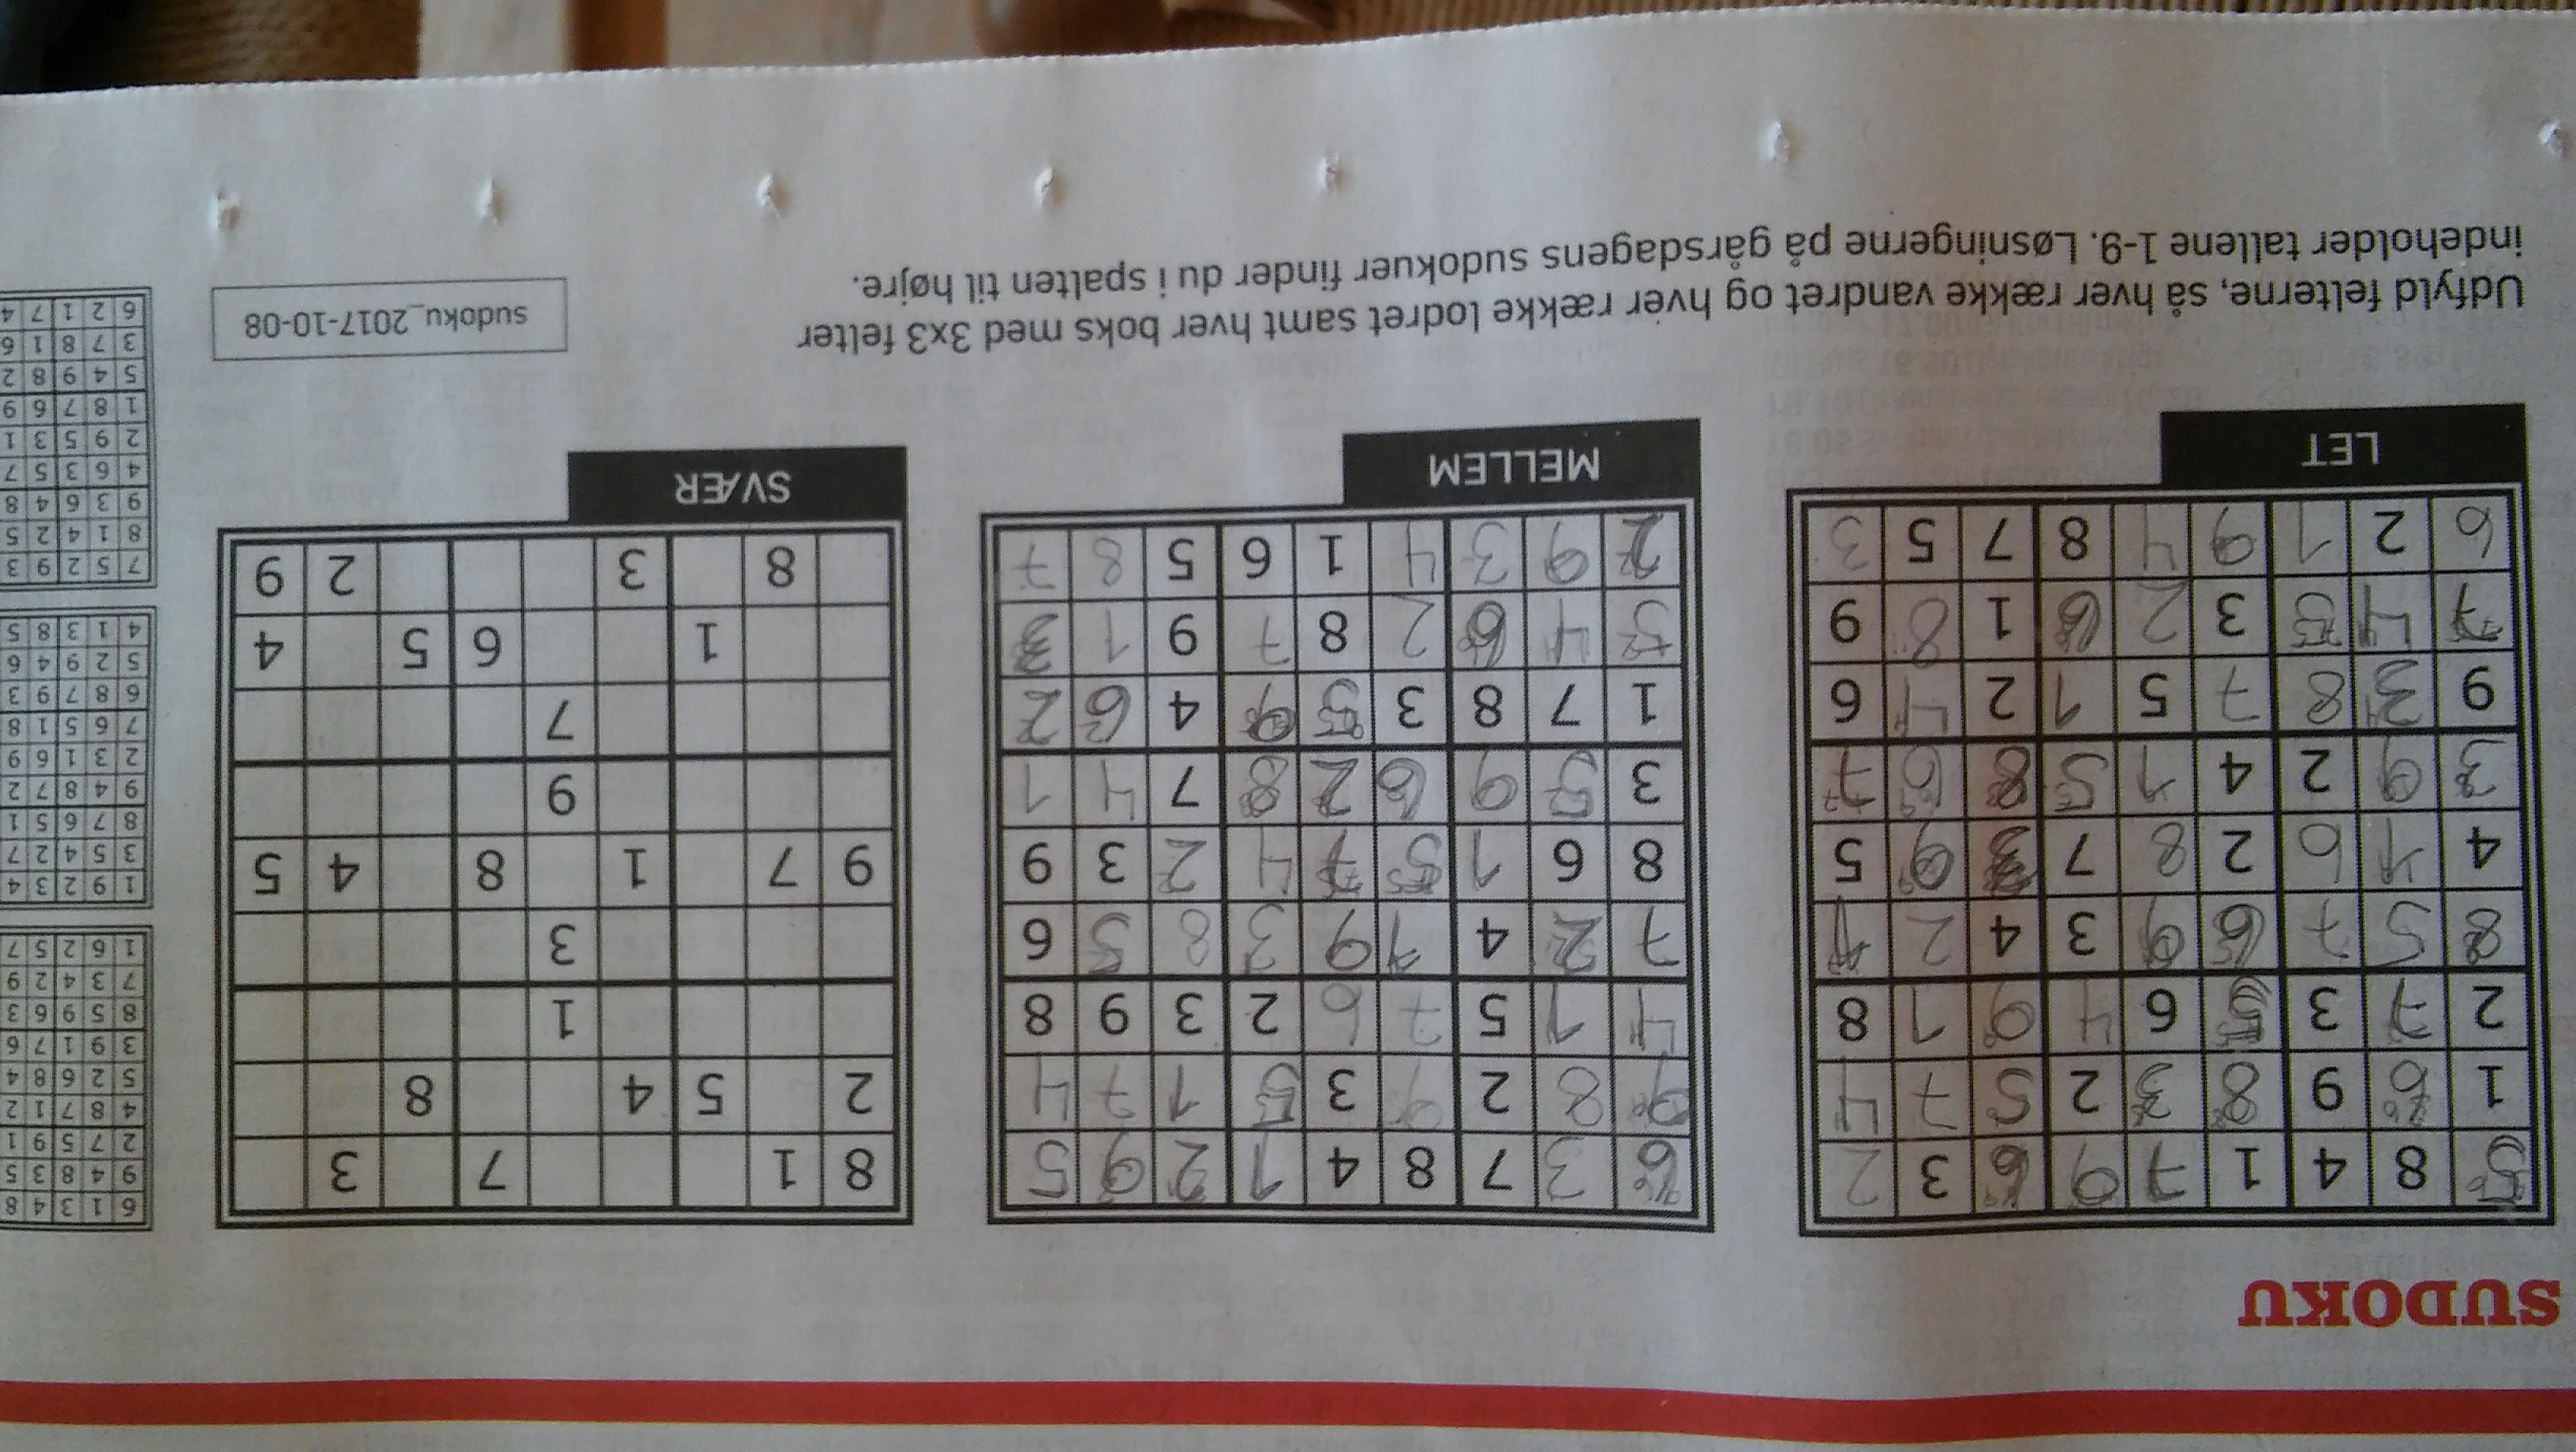 SUDOKU
5 8 4 1 7 9 6 3 2
1 6 9 8 3 2 5 7 4
2 7 3 5 6 4 9 1 8
8 5 7 6 9 3 4 2 1
4 1 6 2 8 7 3 9 5
3 9 2 4 1 5 8 6 7
9 3 8 7 5 1 2 4 6
7 4 5 3 2 6 1 8 9
6 2 1 9 4 8 7 5 3
LET
6 3 7 8 4 1 2 9 5
9 8 2 9 3 5 1 7 4
4 1 5 7 6 2 3 9 8
7 2 4 1 9 3 8 5 6
8 6 1 5 7 4 2 3 9
3 5 9 6 2 8 7 4 1
1 7 8 3 5 9 4 6 2
5 4 6 2 8 7 9 1 3
2 9 3 4 1 6 5 8 7
MELLEM
8 1 7 3
2 5 4 8
1
3
9 7 1 8 4 5
9
7
1 6 5 4
8 3 2 9
SVÆR
6 1 3 4 8
9 4 8 3 5
2 7 5 9 1
4 8 7 1 2
5 2 6 8 4
3 9 1 7 6
8 5 9 6 3
7 3 4 2 9
1 6 2 5 7
1 9 2 3 4
3 5 4 2 7
8 7 6 5 1
9 4 8 7 2
2 3 1 6 9
7 6 5 1 8
6 8 7 9 3
5 2 9 4 6
4 1 3 8 5
7 5 2 9 3
8 1 4 2 5
9 3 6 4 8
4 6 3 5 7
2 9 5 3 1
1 8 7 6 9
5 4 9 8 2
3 7 8 1 6
6 2 1 7 4
Udfyld felterne, så hver række vandret og hver række lodret samt hver boks med 3x3 felter
indeholder tallene 1-9. Løsningerne på gårsdagens sudokuer finder du i spalten til højre.
sudoku_2017-10-08